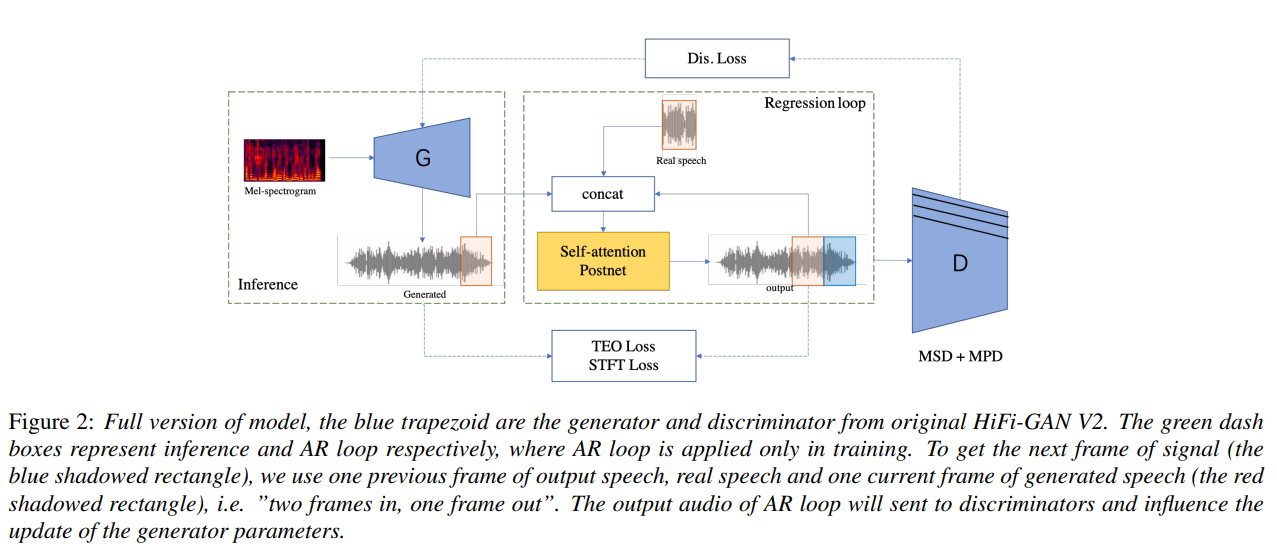 Dis. Loss
Regression loop
G
Mel-spectrogram
Real speech
concat
Self-attention
Postnet
D
Inference
Generated
output
TEO Loss
STFT Loss
MSD + MPD
Figure 2: Full version of model, the blue trapezoid are the generator and discriminator from original HiFi-GAN V2. The green dash
boxes represent inference and AR loop respectively, where AR loop is applied only in training. To get the next frame of signal (the
blue shadowed rectangle), we use one previous frame of output speech, real speech and one current frame of generated speech (the red
shadowed rectangle), i.e. ”two frames in, one frame out”. The output audio of AR loop will sent to discriminators and influence the
update of the generator parameters.